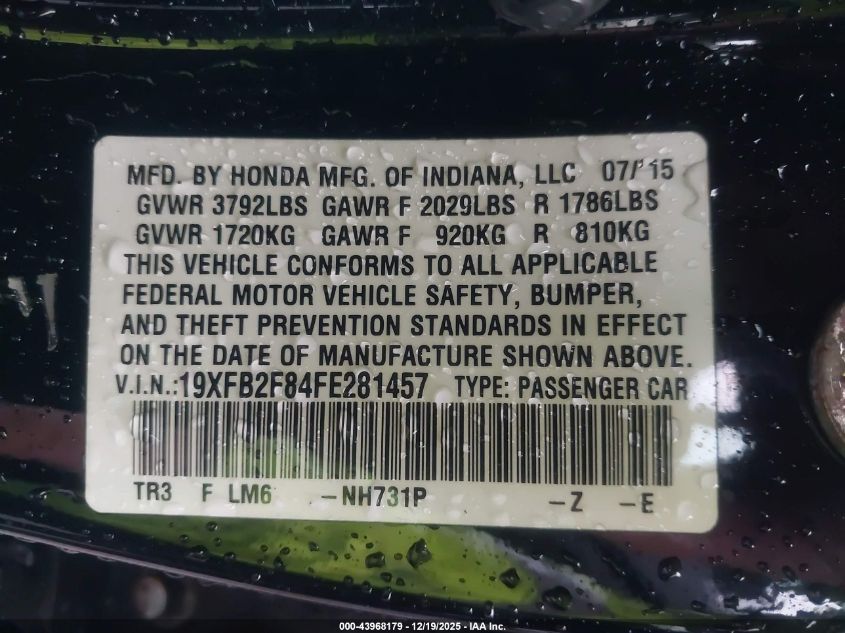 MFD. BY HONDA MFG. OF INDIANA, LLC 07/'15
GVWR 3792LBS GAWR F 2029LBS R 1786LBS
GVWR 1720KG GAWR F 920KG R 810KG
THIS VEHICLE CONFORMS TO ALL APPLICABLE
FEDERAL MOTOR VEHICLE SAFETY, BUMPER,
AND THEFT PREVENTION STANDARDS IN EFFECT
ON THE DATE OF MANUFACTURE SHOWN ABOVE.
V.I.N.:19XFB2F84FE281457 TYPE: PASSENGER CAR
TR3 F LM6 -NH731P -Z -E
000-43968179 - 12/19/2025 - IAA Inc.